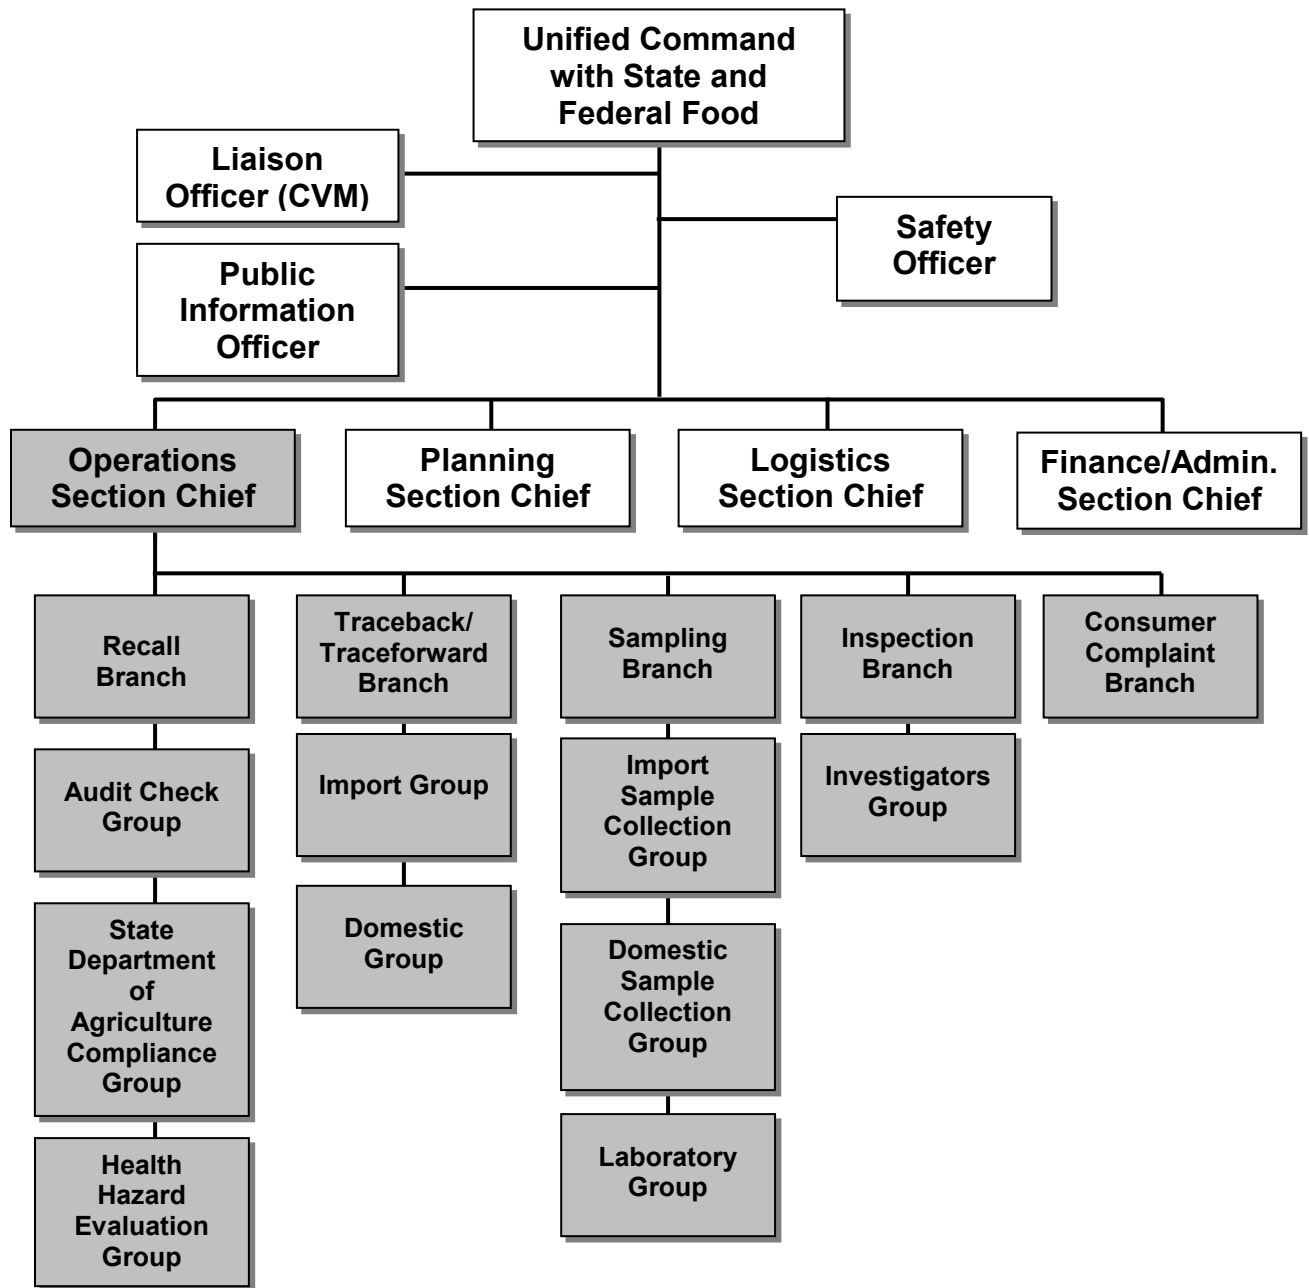 Unified Command
with State and
Federal Food
Liaison
Officer (CVM)
Safety
Officer
Public
Information
Officer
Operations
Section Chief
Planning
Section Chief
Logistics
Section Chief
Finance/Admin.
Section Chief
Recall
Branch
Traceback/
Traceforward
Branch
Sampling
Branch
Inspection
Branch
Consumer
Complaint
Branch
Audit Check
Group
Import Group
Import
Sample
Collection
Group
Investigators
Group
State
Department
of
Agriculture
Compliance
Group
Domestic
Group
Domestic
Sample
Collection
Group
Health
Hazard
Evaluation
Group
Laboratory
Group